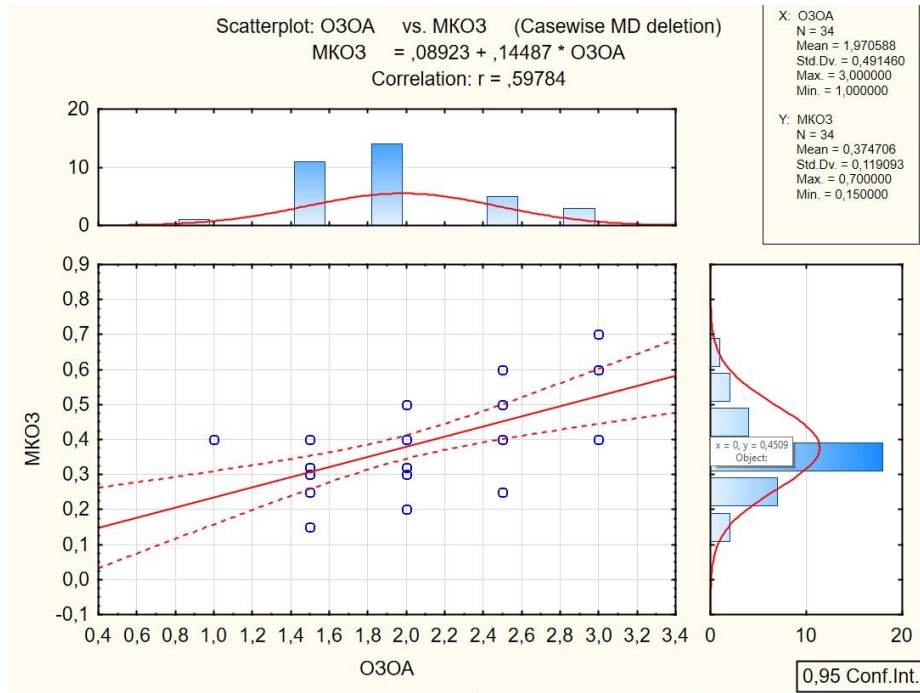 Scatterplot: ОЗОА vs. МКОЗ (Casewise MD deletion)
МКОЗ = ,08923 + ,14487 * ОЗОА
Correlation: r = ,59784
X: ОЗОА
N = 34
Mean = 1,970588
Std.Dv. = 0,491460
Max. = 3,000000
Min. = 1,000000
Y: МКОЗ
N = 34
Mean = 0,374706
Std.Dv. = 0,119093
Max. = 0,700000
Min. = 0,150000
20
10
0
0,9
0,8
0,7
0,6
0,5
0,4
0,3
0,2
0,1
0,0
-0,1
МКОЗ
0,4 0,6 0,8 1,0 1,2 1,4 1,6 1,8 2,0 2,2 2,4 2,6 2,8 3,0 3,2 3,4
ОЗОА
x = 0, y = 0,4509
Object:
0 10 20
0,95 Conf.Int.